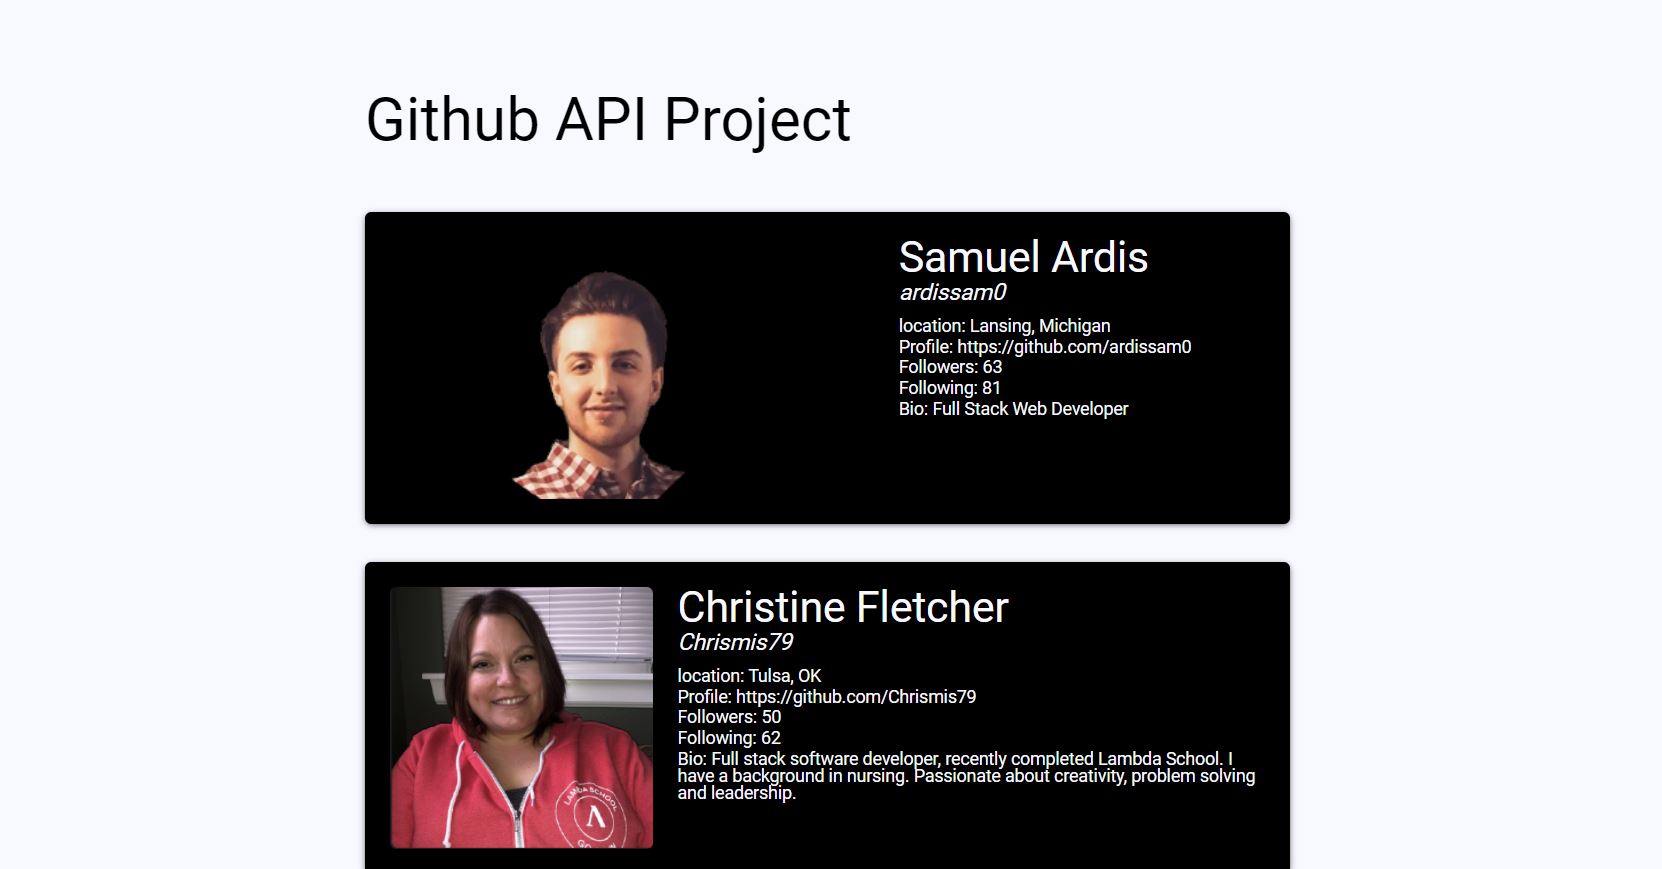 Github API Project
Samuel Ardis
ardissam0
location: Lansing, Michigan
Profile: https://github.com/ardissam0
Followers: 63
Following: 81
Bio: Full Stack Web Developer
Christine Fletcher
Chrismis79
location: Tulsa, OK
Profile: https://github.com/Chrismis79
Followers: 50
Following: 62
Bio: Full stack software developer, recently completed Lambda School. I
have a background in nursing. Passionate about creativity, problem solving
and leadership.
LAMBDA SCHOOL